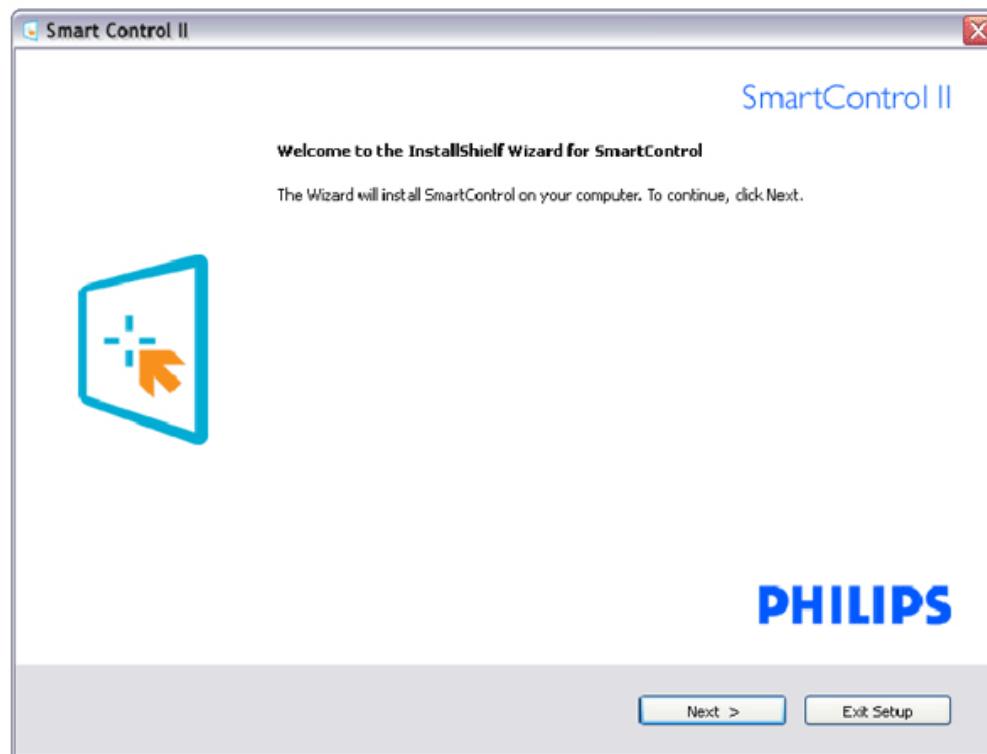 Smart Control II
SmartControl II
Welcome to the InstallShielf Wizard for SmartControl
The Wizard will install SmartControl on your computer. To continue, click Next.
PHILIPS
Next >
Exit Setup